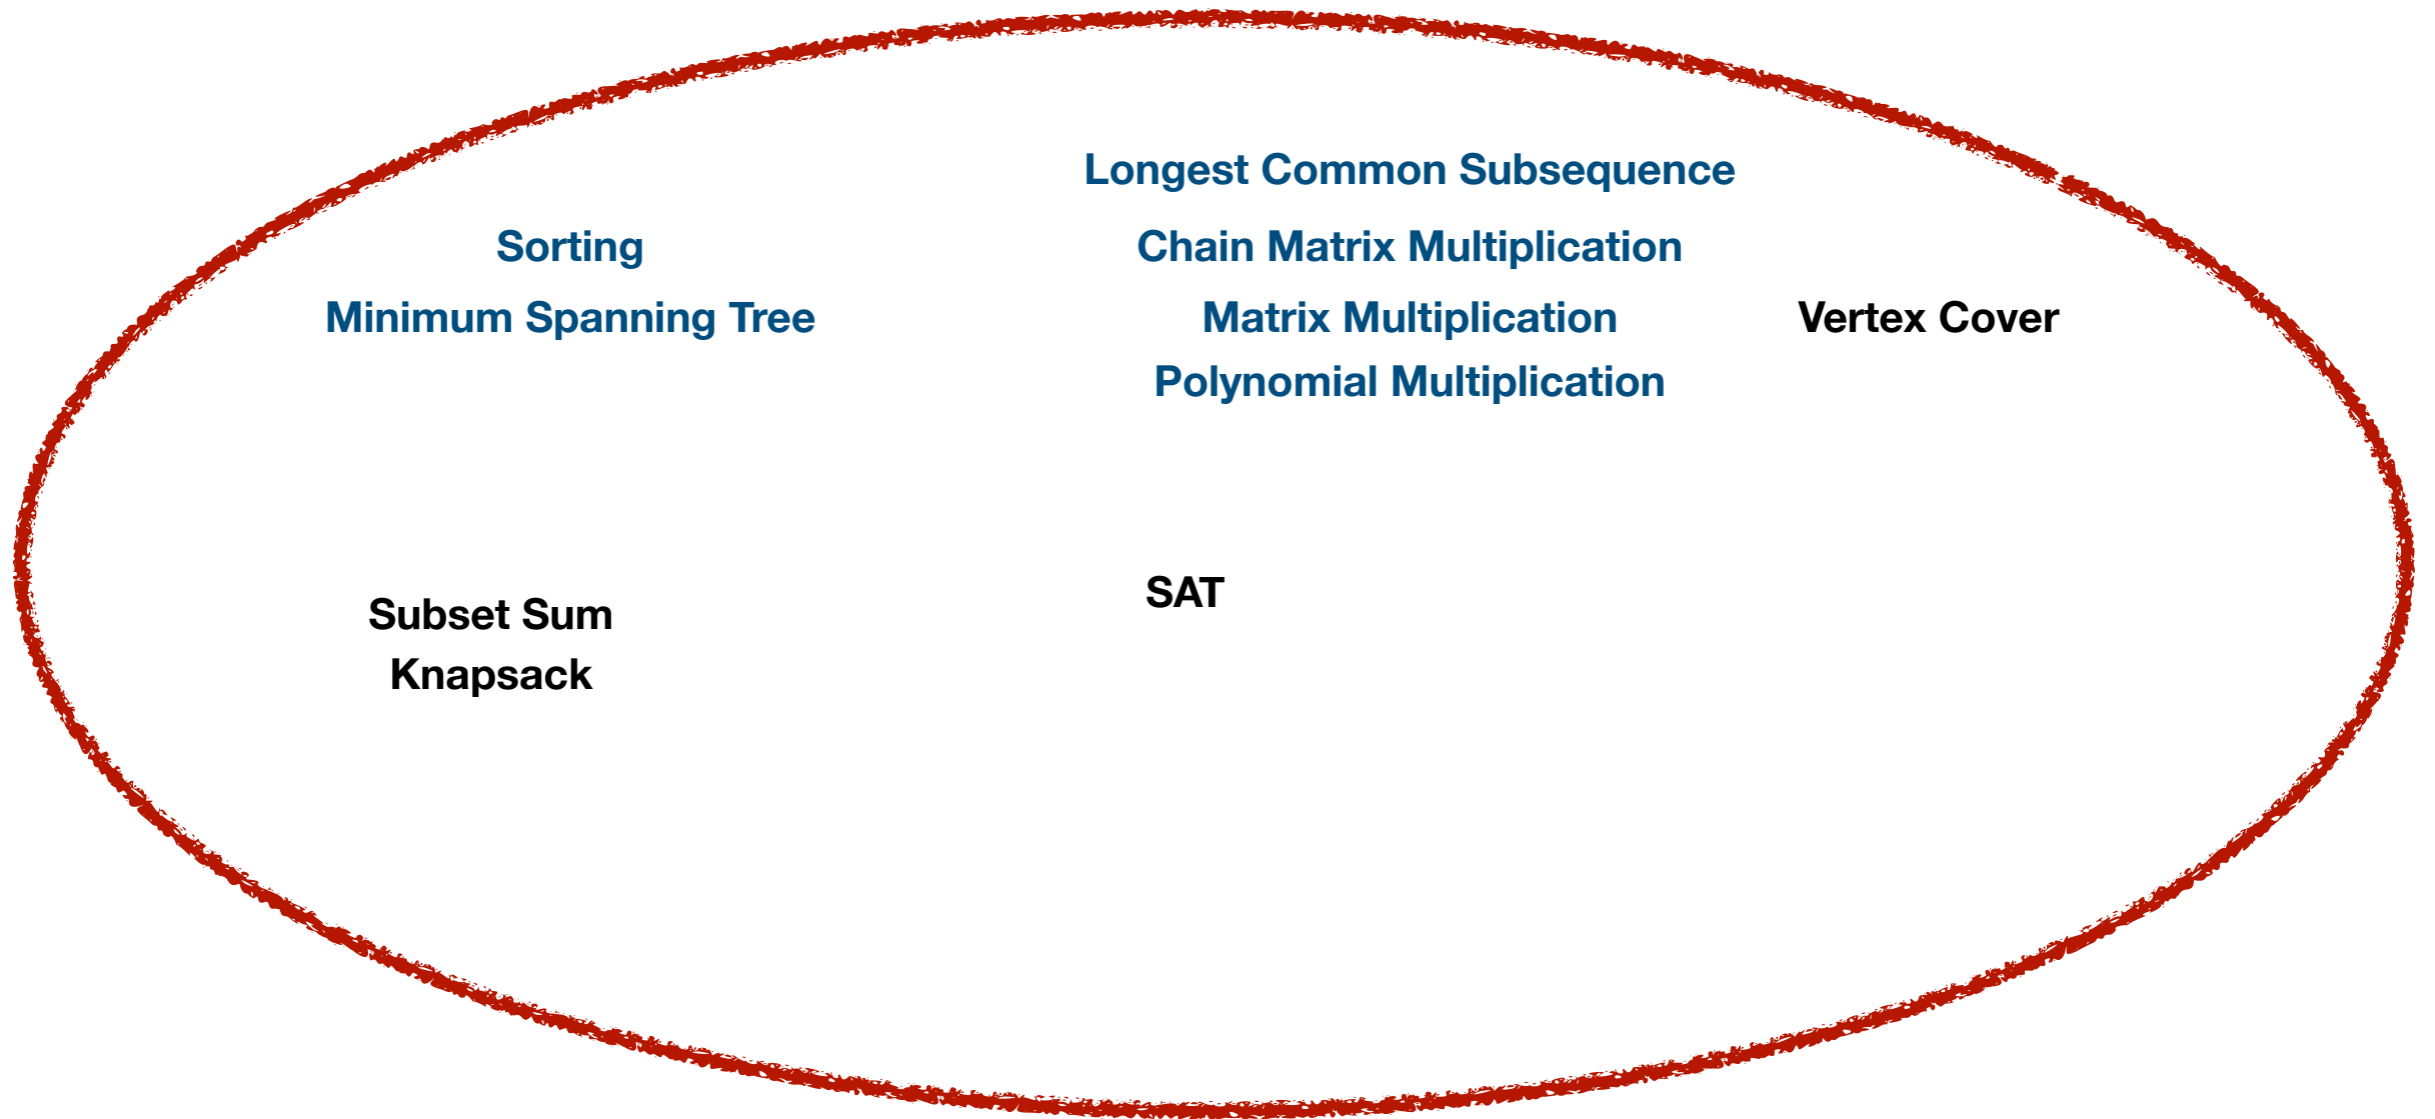 Longest Common Subsequence
Sorting
Chain Matrix Multiplication
Minimum Spanning Tree
Matrix Multiplication
Vertex Cover
Polynomial Multiplication
SAT
Subset Sum
Knapsack